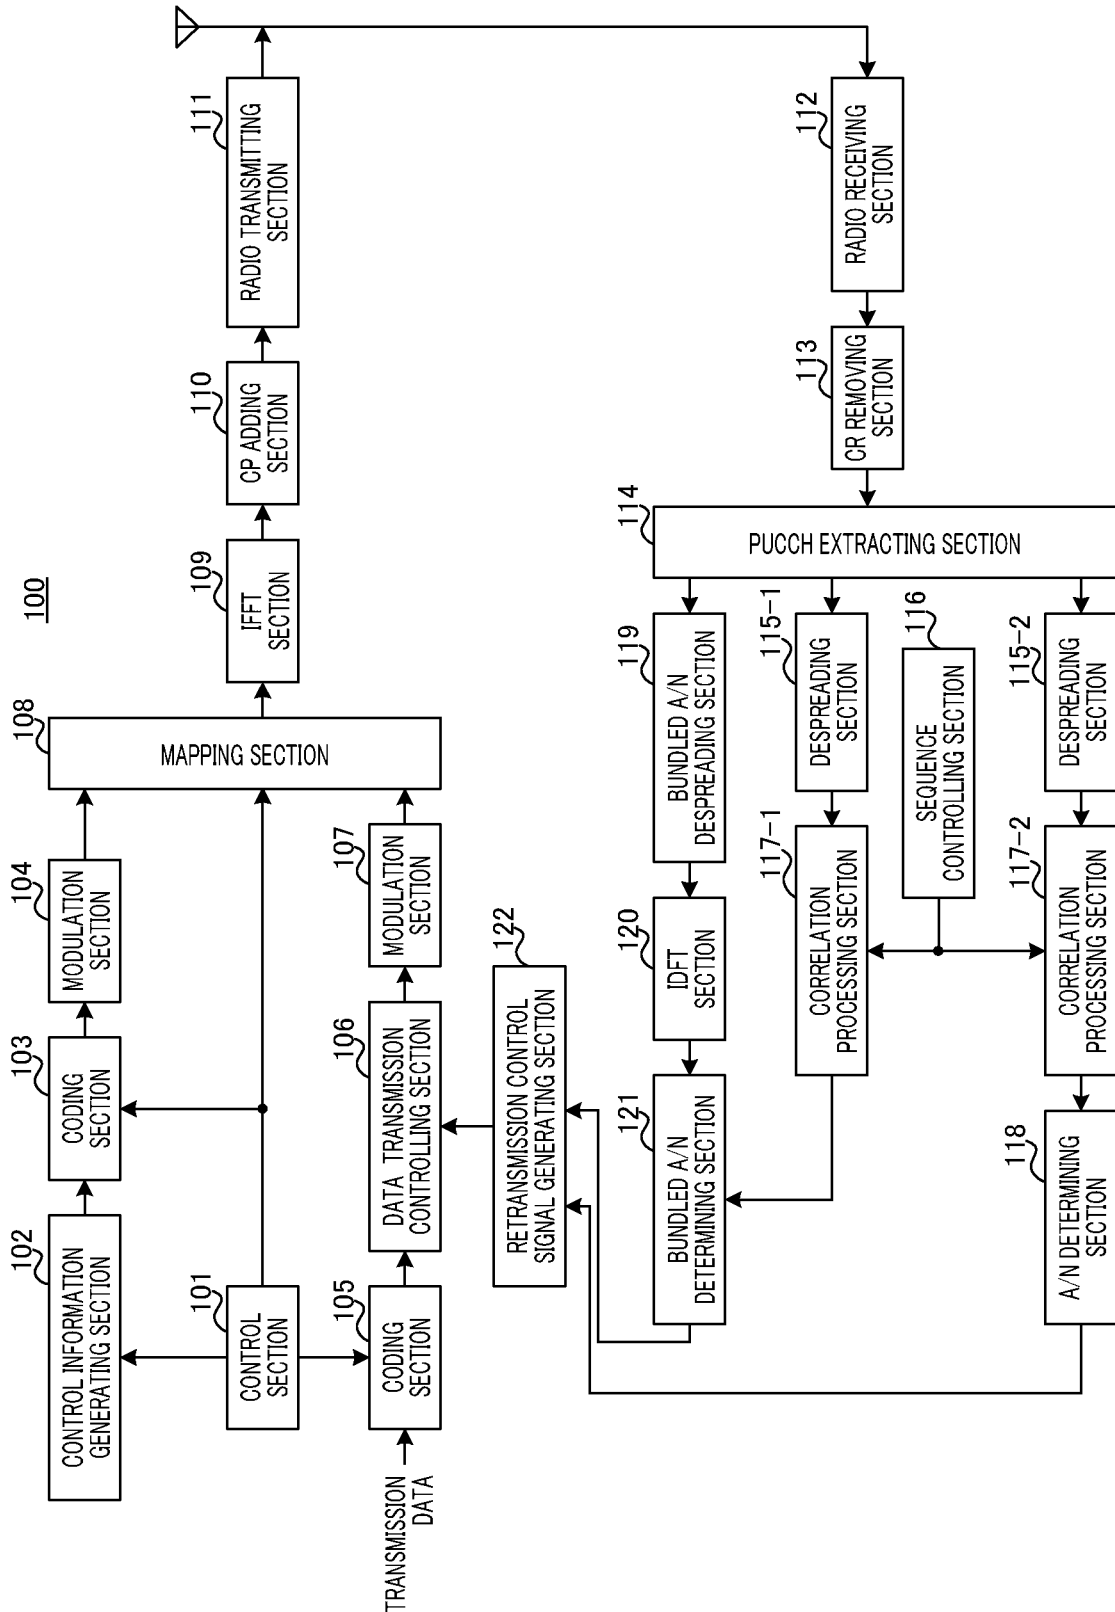 100
102
CONTROL INFORMATION
GENERATING SECTION
103
CODING
SECTION
104
MODULATION
SECTION
108
MAPPING SECTION
109
IFFT
SECTION
110
CP ADDING
SECTION
111
RADIO TRANSMITTING
SECTION
101
CONTROL
SECTION
TRANSMISSION
DATA
105
CODING
SECTION
106
DATA TRANSMISSION
CONTROLLING SECTION
107
MODULATION
SECTION
122
RETRANSMISSION CONTROL
SIGNAL GENERATING SECTION
121
BUNDLED A/N
DETERMINING SECTION
120
IDFT
SECTION
119
BUNDLED A/N
DESPREADING SECTION
114
PUCCH EXTRACTING SECTION
113
CR REMOVING
SECTION
112
RADIO RECEIVING
SECTION
117-1
CORRELATION
PROCESSING SECTION
115-1
DESPREADING
SECTION
116
SEQUENCE
CONTROLLING SECTION
118
A/N DETERMINING
SECTION
117-2
CORRELATION
PROCESSING SECTION
115-2
DESPREADING
SECTION